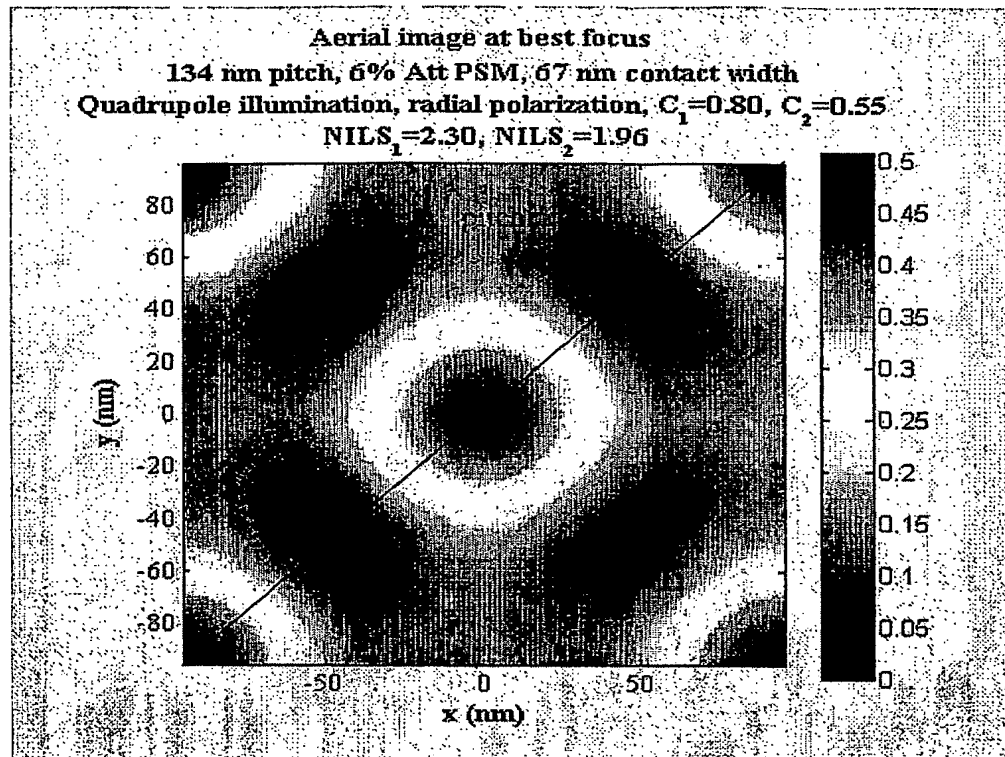 Aerial image at best focus
134 nm pitch, 6% Att PSM, 67 nm contact width
Quadrupole illumination, radial polarization, C₁=0.80, C₂=0.55
NILS₁=2.30, NILS₂=1.96
80
60
40
20
0
-20
-40
-60
-80
y (nm)
-50 0 50
x (nm)
0.5
0.45
0.4
0.35
0.3
0.25
0.2
0.15
0.1
0.05
0